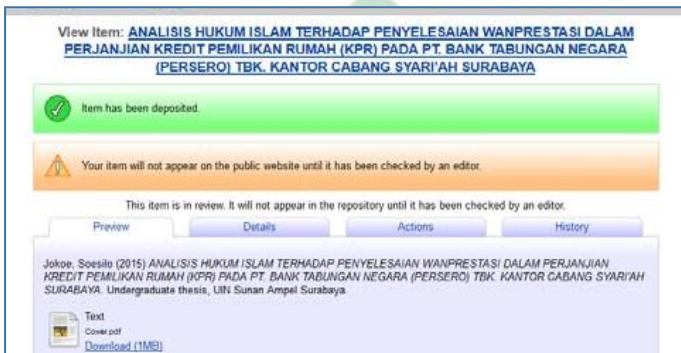 View Item: ANALISIS HUKUM ISLAM TERHADAP PENYELESAIAN WANPRESTASI DALAM
PERJANJIAN KREDIT PEMILIKAN RUMAH (KPR) PADA PT. BANK TABUNGAN NEGARA
(PERSERO) TBK. KANTOR CABANG SYARI'AH SURABAYA
Item has been deposited.
Your item will not appear on the public website until it has been checked by an editor.
This item is in review. It will not appear in the repository until it has been checked by an editor.
Preview Details Actions History
Jokoe, Soesilo (2015) ANALISIS HUKUM ISLAM TERHADAP PENYELESAIAN WANPRESTASI DALAM PERJANJIAN
KREDIT PEMILIKAN RUMAH (KPR) PADA PT. BANK TABUNGAN NEGARA (PERSERO) TBK. KANTOR CABANG SYARI'AH
SURABAYA. Undergraduate thesis, UIN Sunan Ampel Surabaya.
Text
Cover.pdf
Download (1MB)